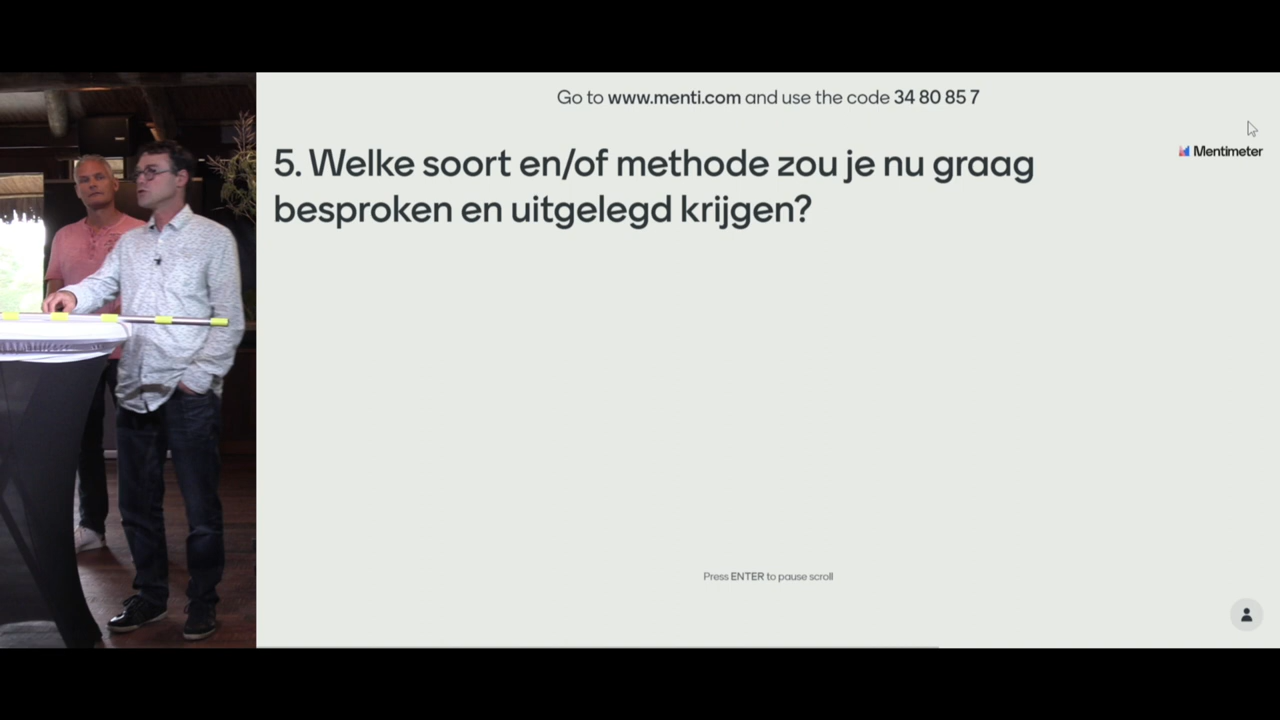 Go to www.menti.com and use the code 34 80 85 7
Mentimeter
5. Welke soort en/of methode zou je nu graag
besproken en uitgelegd krijgen?
Press ENTER to pause scroll